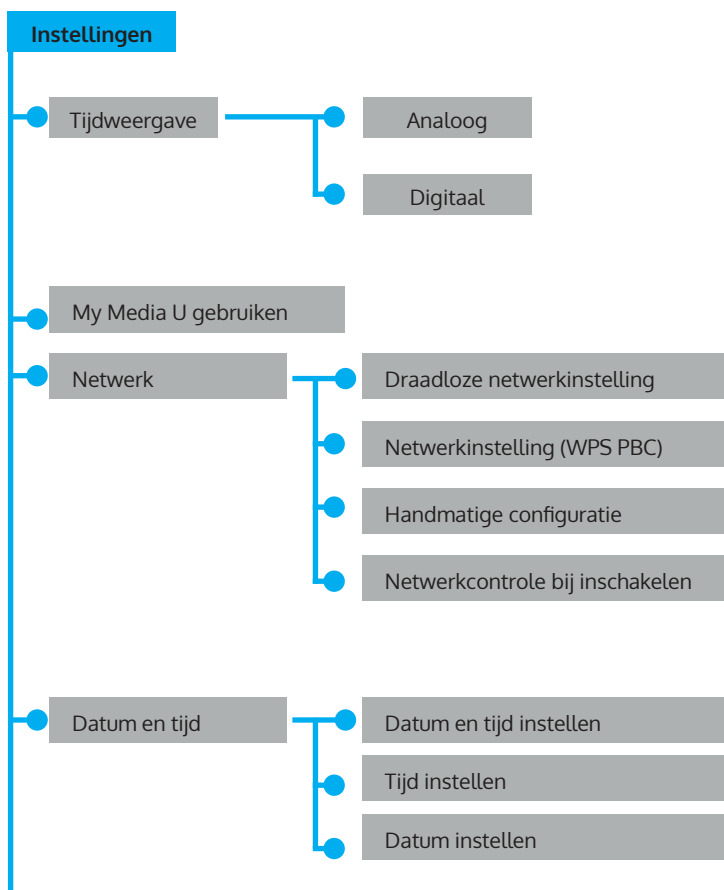 Instellingen
Tijdweergave
Analoog
Digitaal
My Media U gebruiken
Netwerk
Draadloze netwerkinstelling
Netwerkinstelling (WPS PBC)
Handmatige configuratie
Netwerkcontrole bij inschakelen
Datum en tijd
Datum en tijd instellen
Tijd instellen
Datum instellen